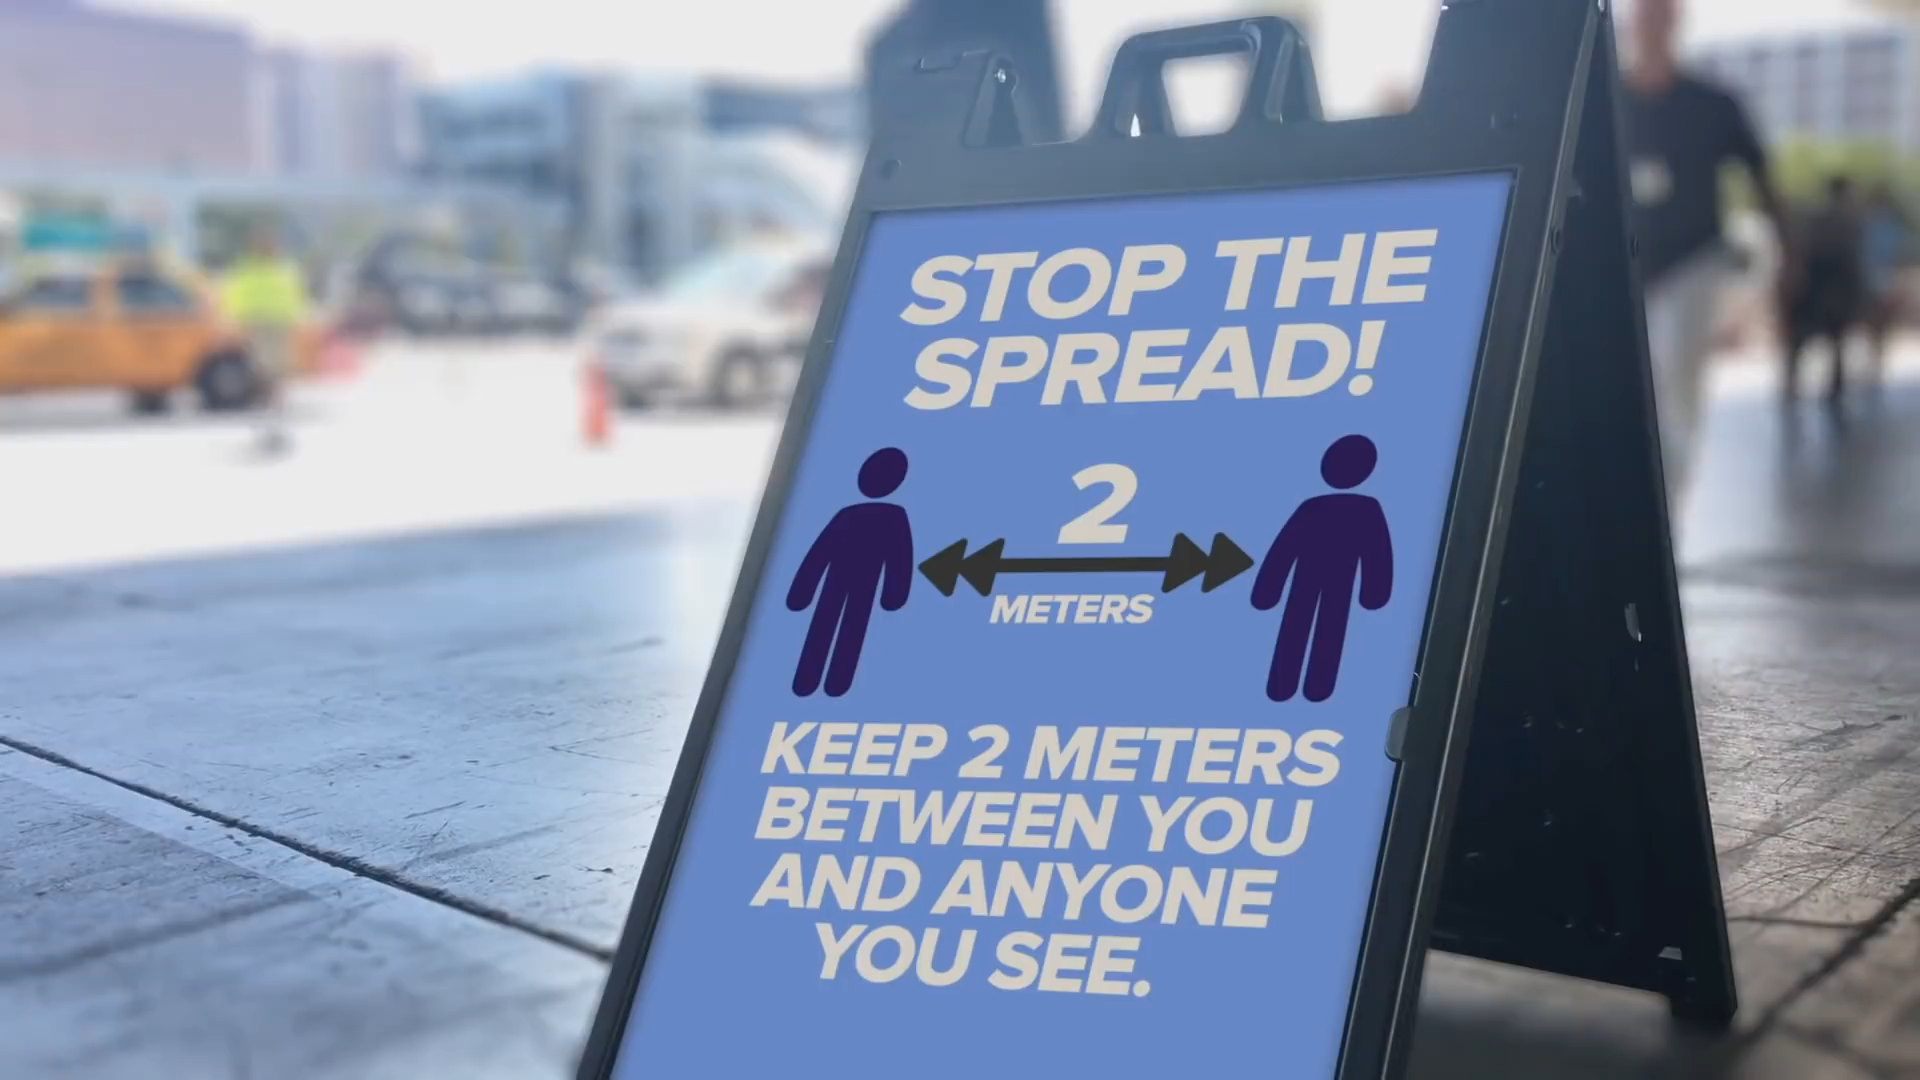 STOP THE
SPREAD!
2
METERS
KEEP 2 METERS
BETWEEN YOU
AND ANYONE
YOU SEE.